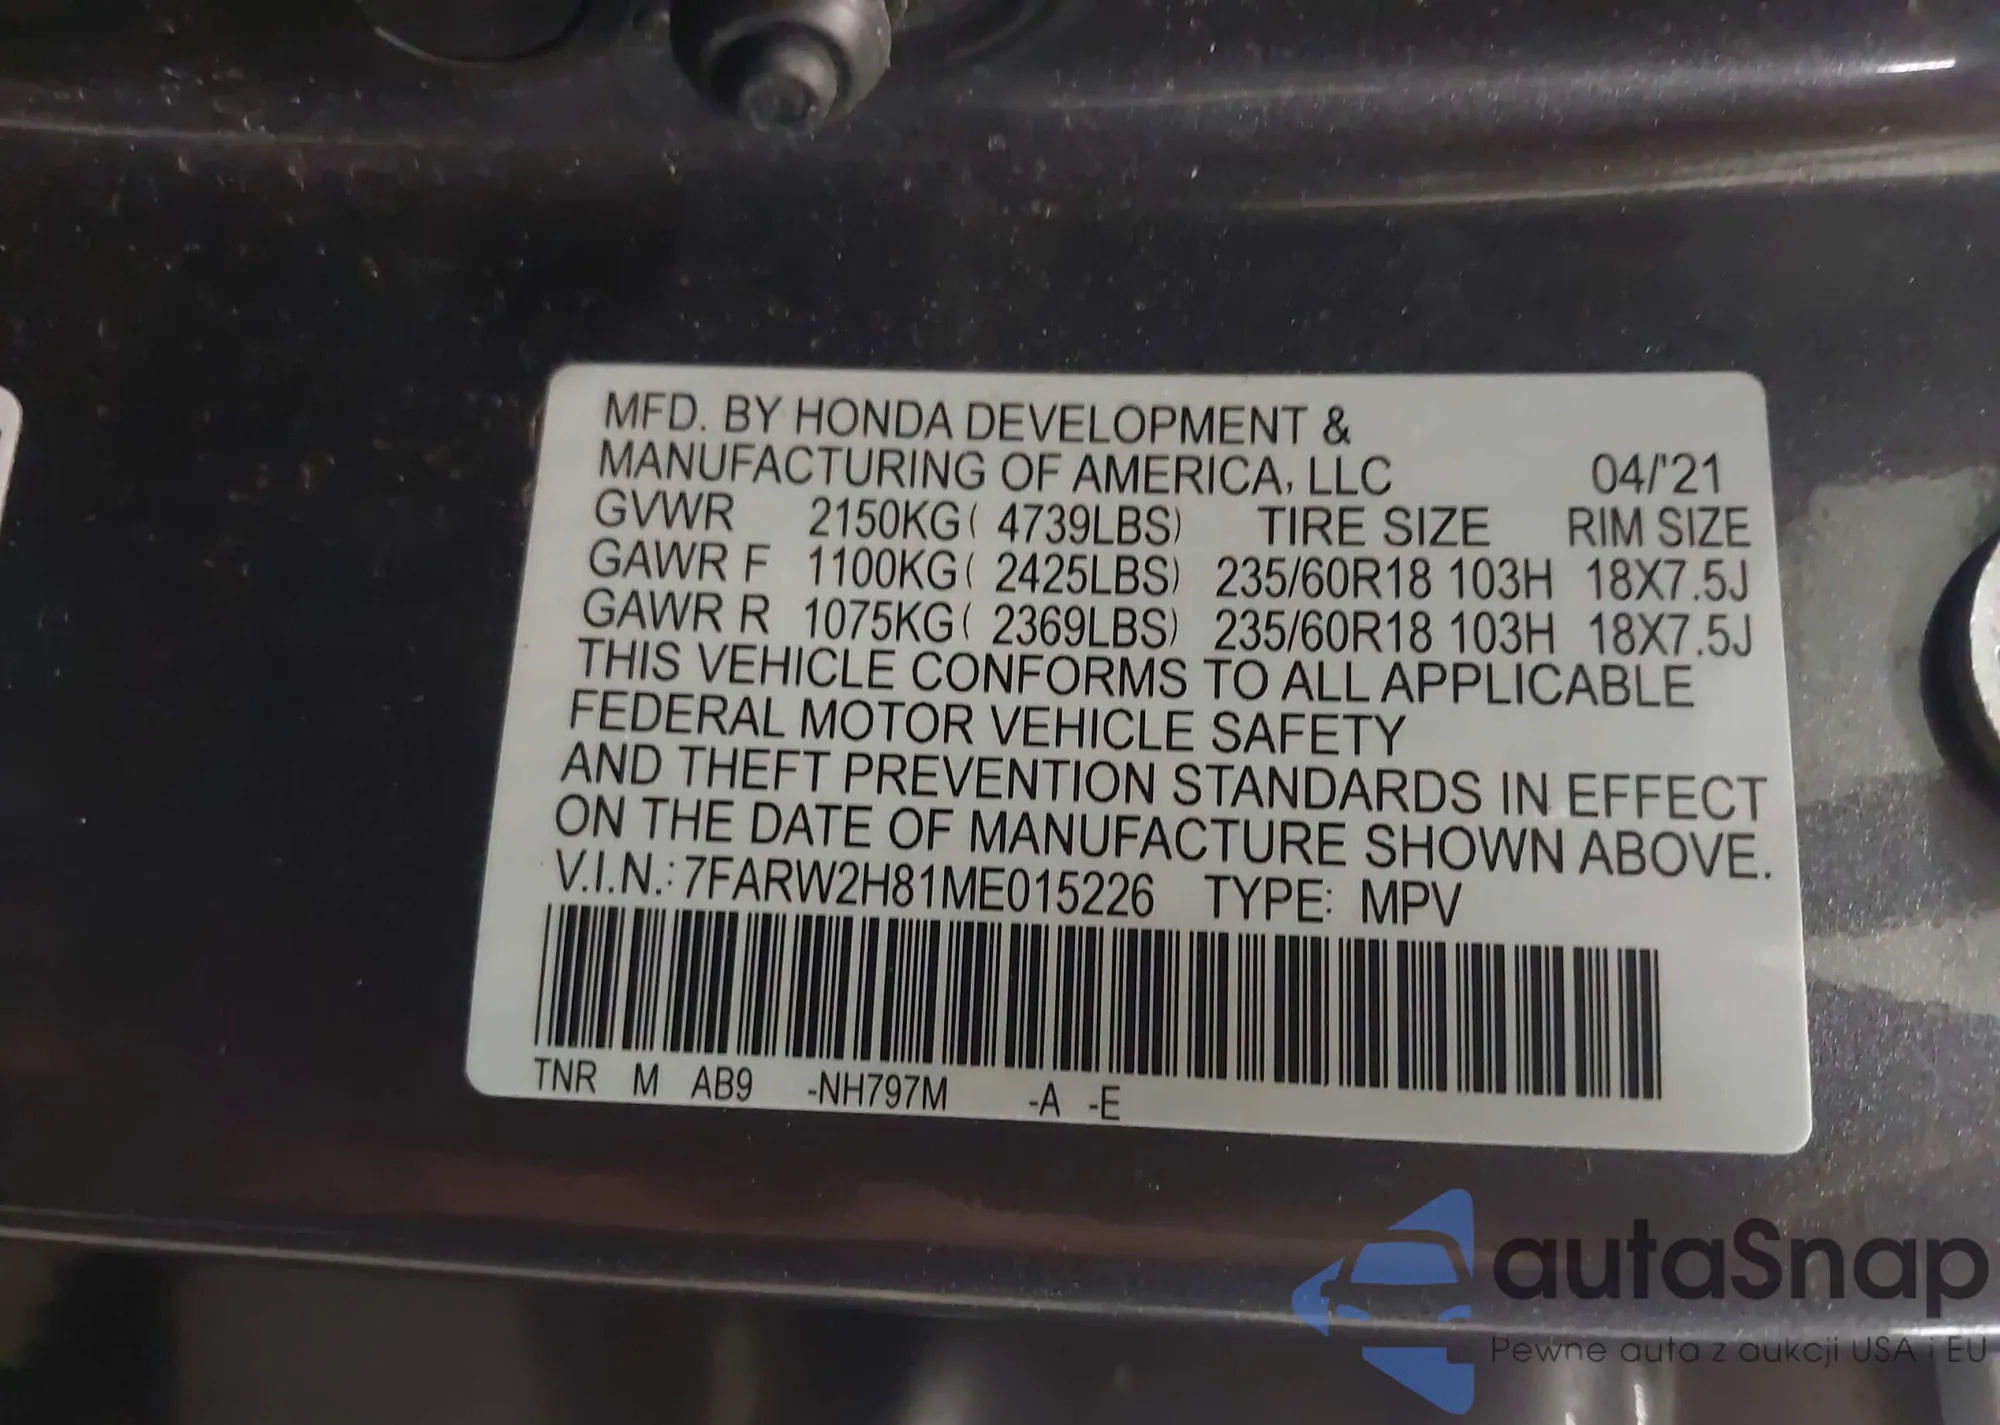 MFD. BY HONDA DEVELOPMENT &
MANUFACTURING OF AMERICA, LLC 04/'21
GVWR 2150KG( 4739LBS) TIRE SIZE RIM SIZE
GAWR F 1100KG( 2425LBS) 235/60R18 103H 18X7.5J
GAWR R 1075KG( 2369LBS) 235/60R18 103H 18X7.5J
THIS VEHICLE CONFORMS TO ALL APPLICABLE
FEDERAL MOTOR VEHICLE SAFETY
AND THEFT PREVENTION STANDARDS IN EFFECT
ON THE DATE OF MANUFACTURE SHOWN ABOVE.
V.I.N.: 7FARW2H81ME015226 TYPE: MPV
TNR M AB9 -NH797M -A -E
autaSnap
Pewne auta z aukcji USA i EU